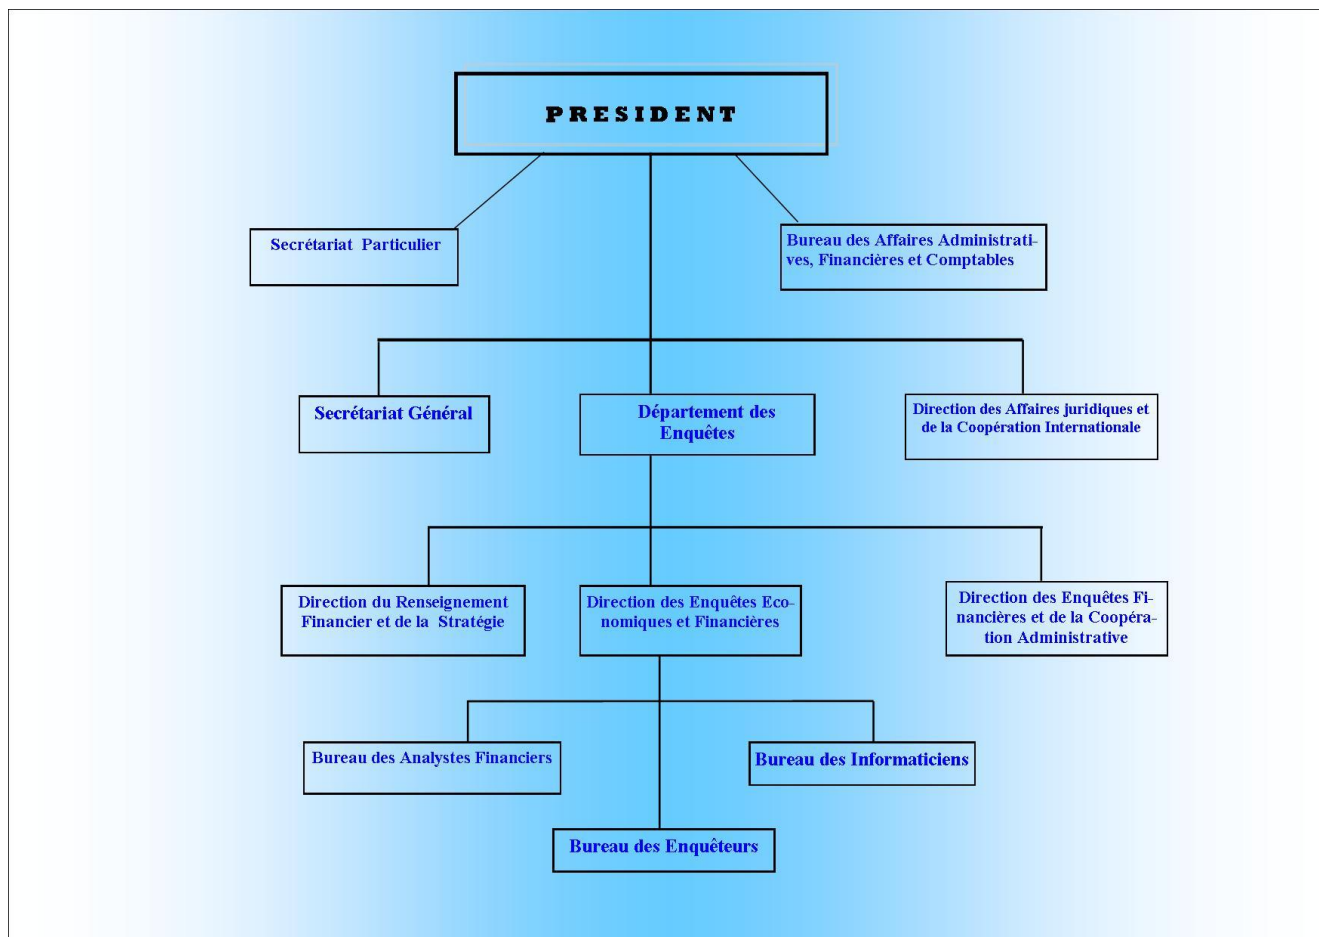 PRESIDENT
Secrétariat Particulier
Bureau des Affaires Administrati-
ves, Financières et Comptables
Secrétariat Général
Département des
Enquêtes
Direction des Affaires juridiques et
de la Coopération Internationale
Direction du Renseignement
Financier et de la Stratégie
Direction des Enquêtes Eco-
nomiques et Financières
Direction des Enquêtes Fi-
nancières et de la Coopéra-
tion Administrative
Bureau des Analystes Financiers
Bureau des Informaticiens
Bureau des Enquêteurs